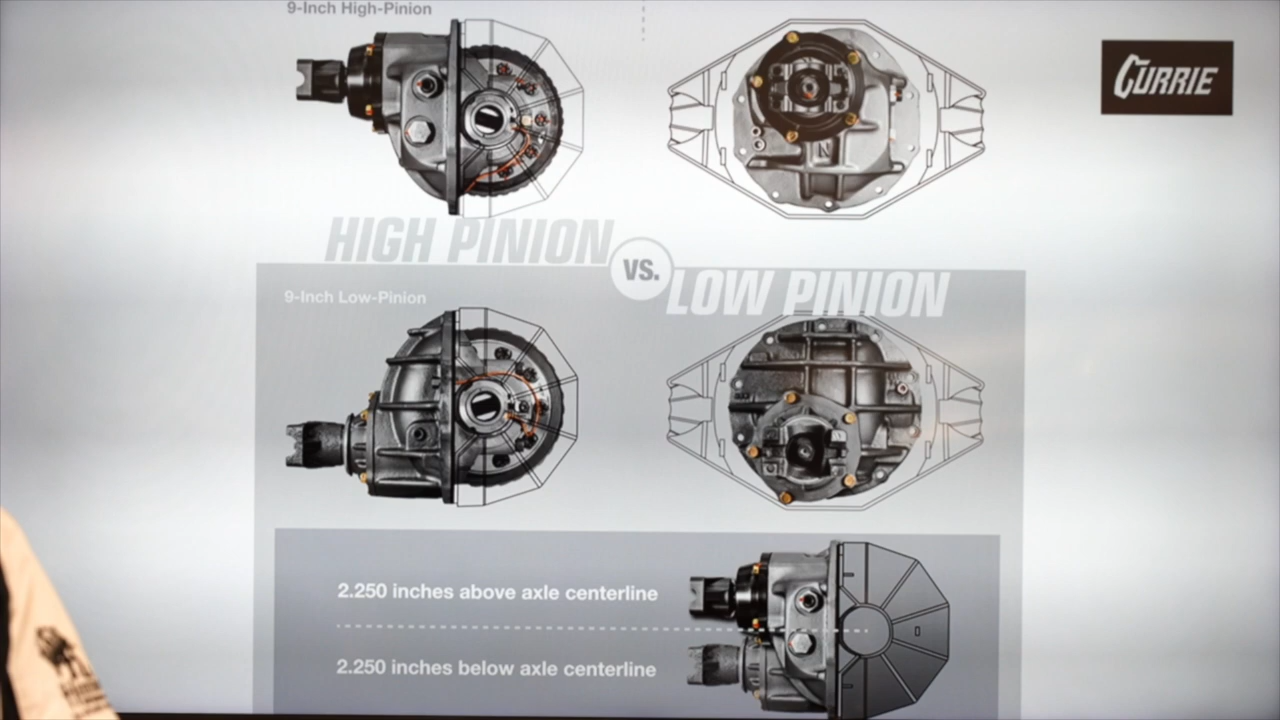 9-Inch High-Pinion
CURRIE
N
HIGH PINION
VS.
LOW PINION
9-Inch Low-Pinion
2.250 inches above axle centerline
2.250 inches below axle centerline